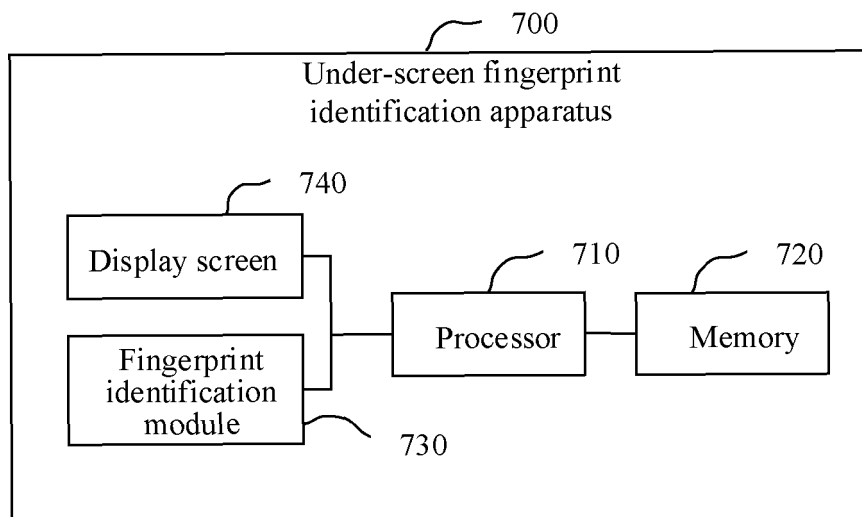 700
Under-screen fingerprint
identification apparatus
740
Display screen
710
Processor
720
Memory
Fingerprint
identification
module
730